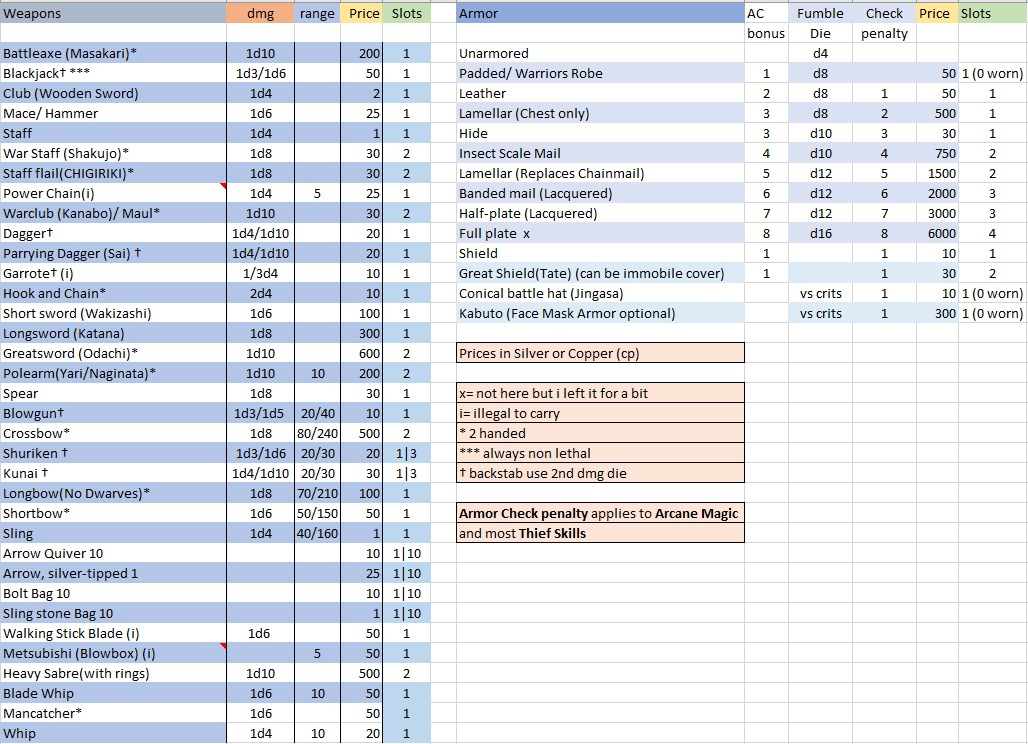 Weapons dmg range Price Slots
Battleaxe (Masakari)* 1d10 200 1
Blackjack† *** 1d3/1d6 50 1
Club (Wooden Sword) 1d4 2 1
Mace/ Hammer 1d6 25 1
Staff 1d4 1 1
War Staff (Shakujo)* 1d8 30 2
Staff flail(CHIGIRIKI)* 1d8 30 2
Power Chain(i) 1d4 5 25 1
Warclub (Kanabo)/ Maul* 1d10 30 2
Dagger† 1d4/1d10 20 1
Parrying Dagger (Sai) † 1d4/1d10 20 1
Garrote† (i) 1/3d4 10 1
Hook and Chain* 2d4 10 1
Short sword (Wakizashi) 1d6 100 1
Longsword (Katana) 1d8 300 1
Greatsword (Odachi)* 1d10 600 2
Polearm(Yari/Naginata)* 1d10 10 200 2
Spear 1d8 30 1
Blowgun† 1d3/1d5 20/40 10 1
Crossbow* 1d8 80/240 500 2
Shuriken † 1d3/1d6 20/30 20 1|3
Kunai † 1d4/1d10 20/30 30 1|3
Longbow(No Dwarves)* 1d8 70/210 100 1
Shortbow* 1d6 50/150 50 1
Sling 1d4 40/160 1 1
Arrow Quiver 10 10 1|10
Arrow, silver-tipped 1 25 1|10
Bolt Bag 10 10 1|10
Sling stone Bag 10 1 1|10
Walking Stick Blade (i) 1d6 50 1
Metsubishi (Blowbox) (i) 5 50 1
Heavy Sabre(with rings) 1d10 500 2
Blade Whip 1d6 10 50 1
Mancatcher* 1d6 50 1
Whip 1d4 10 20 1
Armor AC Fumble Check Price Slots
bonus Die penalty
Unarmored d4
Padded/ Warriors Robe 1 d8 50 1 (0 worn)
Leather 2 d8 1 50 1
Lamellar (Chest only) 3 d8 2 500 1
Hide 3 d10 3 30 1
Insect Scale Mail 4 d10 4 750 2
Lamellar (Replaces Chainmail) 5 d12 5 1500 2
Banded mail (Lacquered) 6 d12 6 2000 3
Half-plate (Lacquered) 7 d12 7 3000 3
Full plate x 8 d16 8 6000 4
Shield 1 1 10 1
Great Shield(Tate) (can be immobile cover) 1 1 30 2
Conical battle hat (Jingasa) vs crits 1 10 1 (0 worn)
Kabuto (Face Mask Armor optional) vs crits 1 300 1 (0 worn)
Prices in Silver or Copper (cp)
x= not here but i left it for a bit
i= illegal to carry
* 2 handed
*** always non lethal
† backstab use 2nd dmg die
Armor Check penalty applies to Arcane Magic
and most Thief Skills